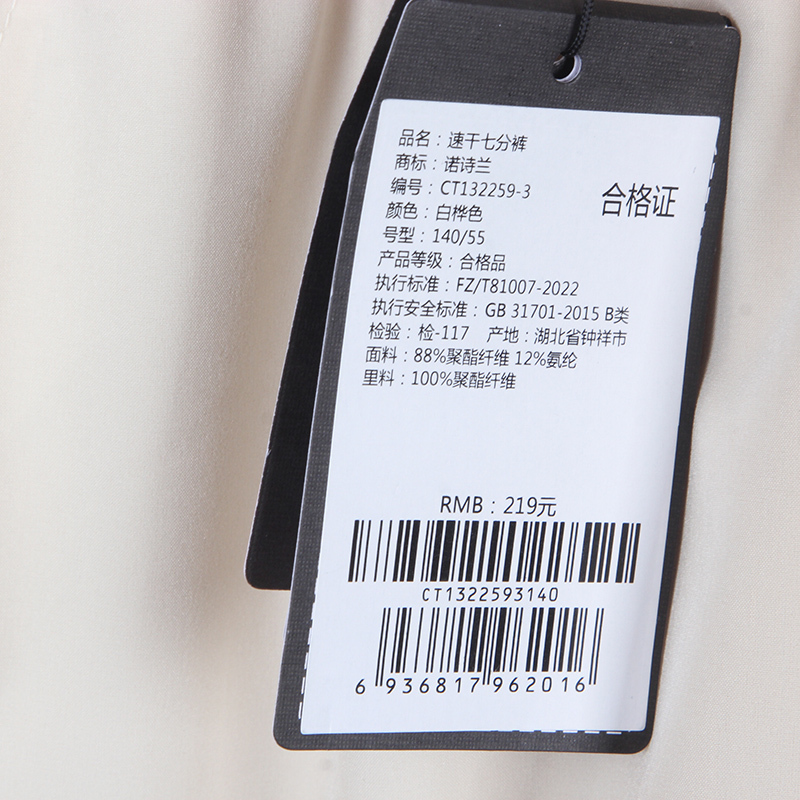 品名：速干七分裤
商标：诺诗兰
编号：CT132259-3
合格证
颜色：白桦色
号型：140/55
产品等级：合格品
执行标准：FZ/T81007-2022
执行安全标准：GB 31701-2015 B类
检验：检-117 产地：湖北省钟祥市
面料：88%聚酯纤维 12%氨纶
里料：100%聚酯纤维
RMB：219元
CT1322593140
6 936817 962016